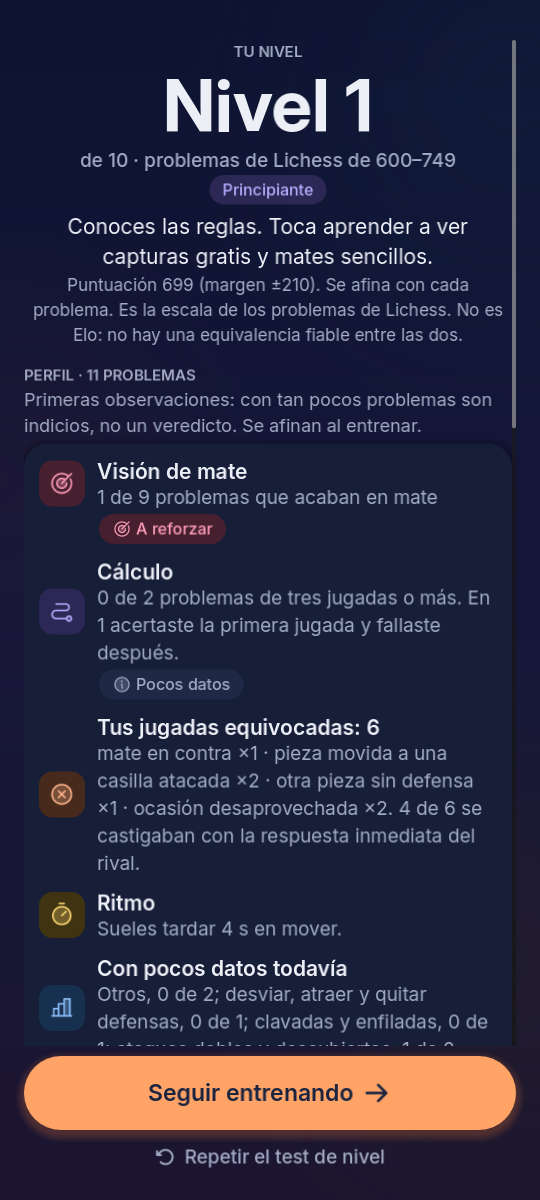 TU NIVEL
Nivel 1
de 10 · problemas de Lichess de 600–749
Principiante
Conoces las reglas. Toca aprender a ver
capturas gratis y mates sencillos.
Puntuación 699 (margen ±210). Se afina con cada
problema. Es la escala de los problemas de Lichess. No es
Elo: no hay una equivalencia fiable entre las dos.
PERFIL · 11 PROBLEMAS
Primeras observaciones: con tan pocos problemas son
indicios, no un veredicto. Se afinan al entrenar.
Visión de mate
1 de 9 problemas que acaban en mate
A reforzar
Cálculo
0 de 2 problemas de tres jugadas o más. En
1 acertaste la primera jugada y fallaste
después.
Pocos datos
Tus jugadas equivocadas: 6
mate en contra ×1 · pieza movida a una
casilla atacada ×2 · otra pieza sin defensa
×1 · ocasión desaprovechada ×2. 4 de 6 se
castigaban con la respuesta inmediata del
rival.
Ritmo
Sueles tardar 4 s en mover.
Con pocos datos todavía
Otros, 0 de 2; desviar, atraer y quitar
defensas, 0 de 1; clavadas y enfiladas, 0 de
Seguir entrenando
Repetir el test de nivel